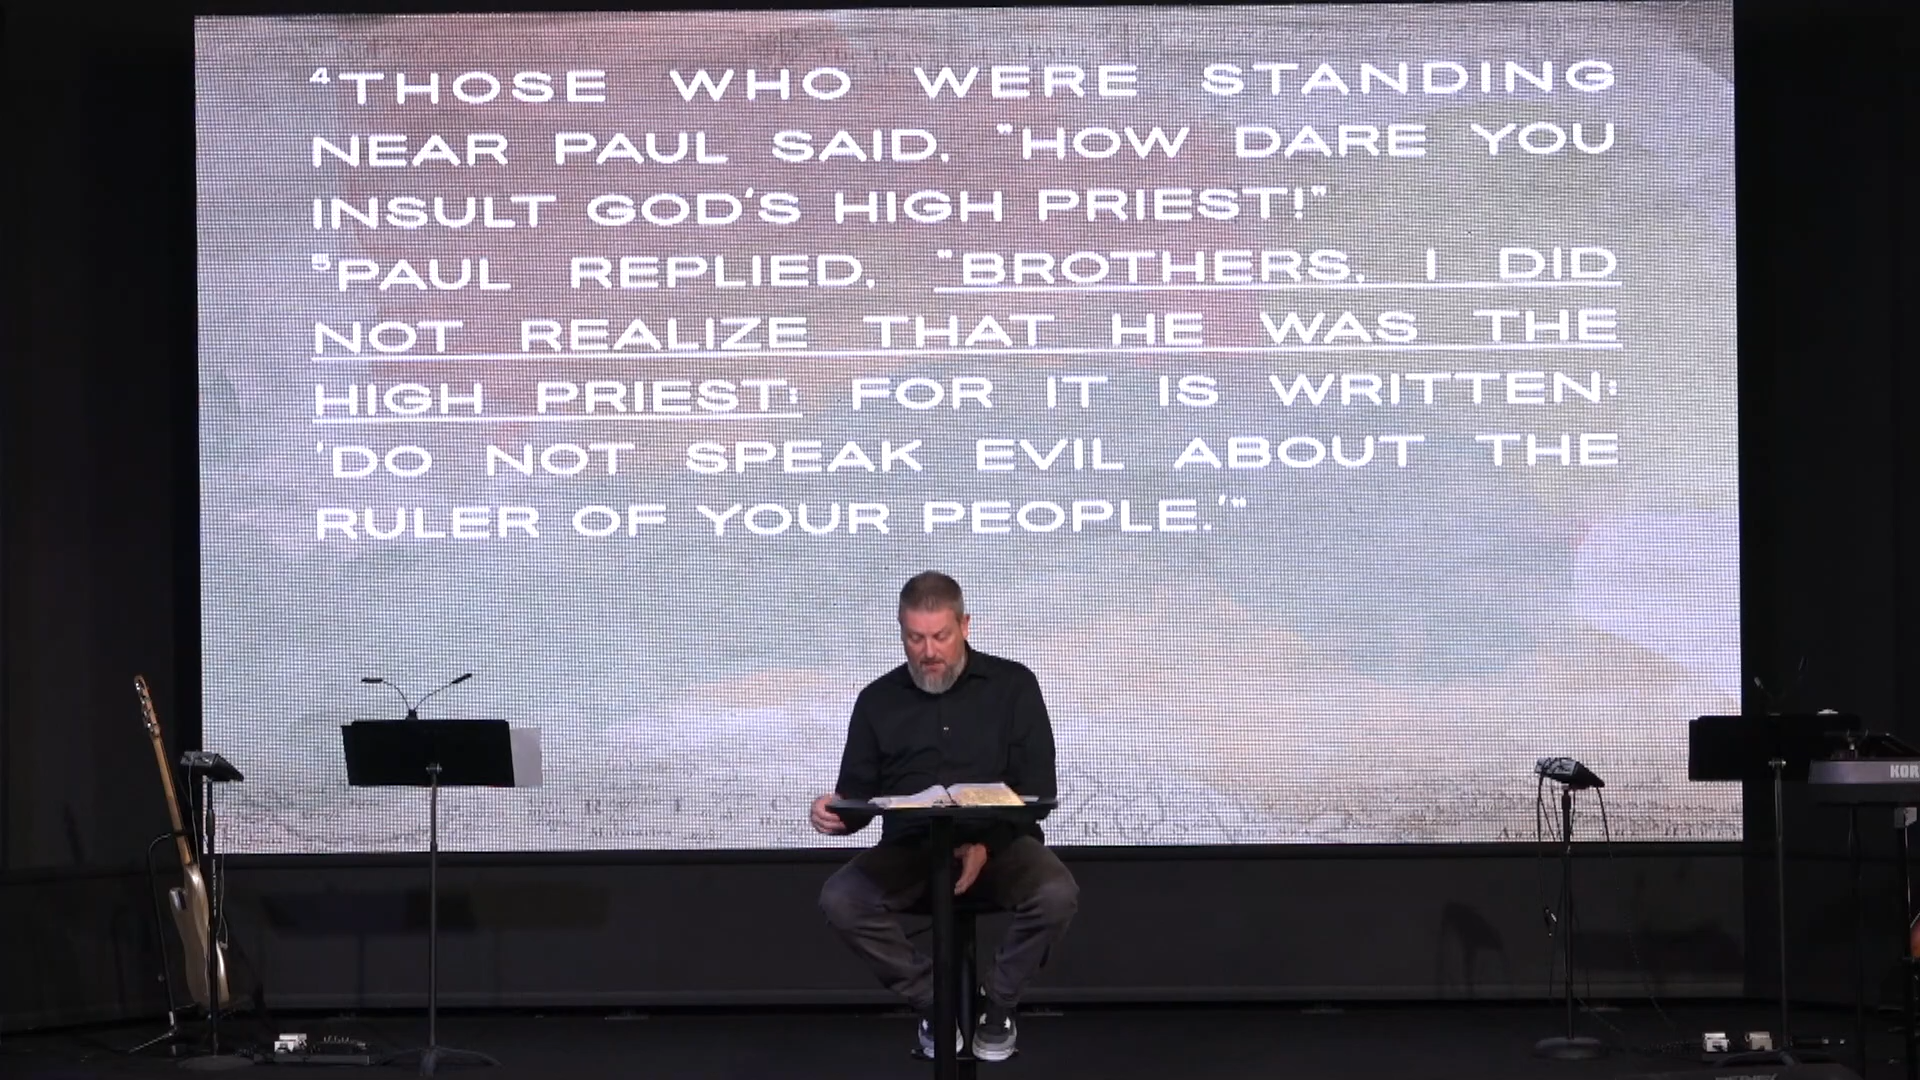 ⁴THOSE WHO WERE STANDING
NEAR PAUL SAID, "HOW DARE YOU
INSULT GOD'S HIGH PRIEST!"
⁵PAUL REPLIED, "BROTHERS, I DID
NOT REALIZE THAT HE WAS THE
HIGH PRIEST; FOR IT IS WRITTEN:
'DO NOT SPEAK EVIL ABOUT THE
RULER OF YOUR PEOPLE.'"
KOR